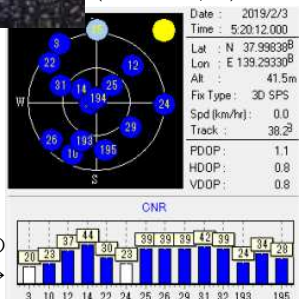 Date : 2019/2/3
Time : 5:20:12.000
Lat : N 37.99838°
Lon : E 139.29330°
Alt : 41.5m
Fix Type : 3D SPS
Spd (km/hr) : 0.0
Track : 38.2°
PDOP : 1.1
HDOP : 0.8
VDOP : 0.8
3
22
12
31
14
25
194
W
24
29
26
193
195
S
CNR
20 23 37 44 30 23 39 39 39 42 39 24 34 28
3 10 12 14 22 24 25 26 29 31 32 193 195